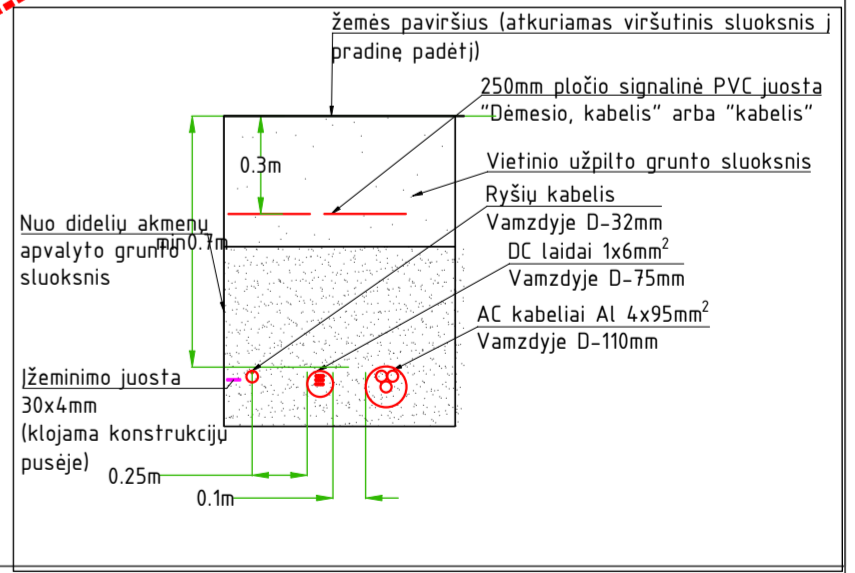 žemės paviršius (atkuriamas viršutinis sluoksnis į
pradinę padėtį)
250mm pločio signalinė PVC juosta
"Dėmesio, kabelis" arba "kabelis"
0.3m
Vietinio užpilto grunto sluoksnis
Ryšių kabelis
Vamzdyje D-32mm
Nuo didelių akmenų
apvalyto grunto
sluoksnis
min0.7m
DC laidai 1x6mm²
Vamzdyje D-75mm
AC kabeliai Al 4x95mm²
Vamzdyje D-110mm
Įžeminimo juosta
30x4mm
(klojama konstrukcijų
pusėje)
0.25m
0.1m